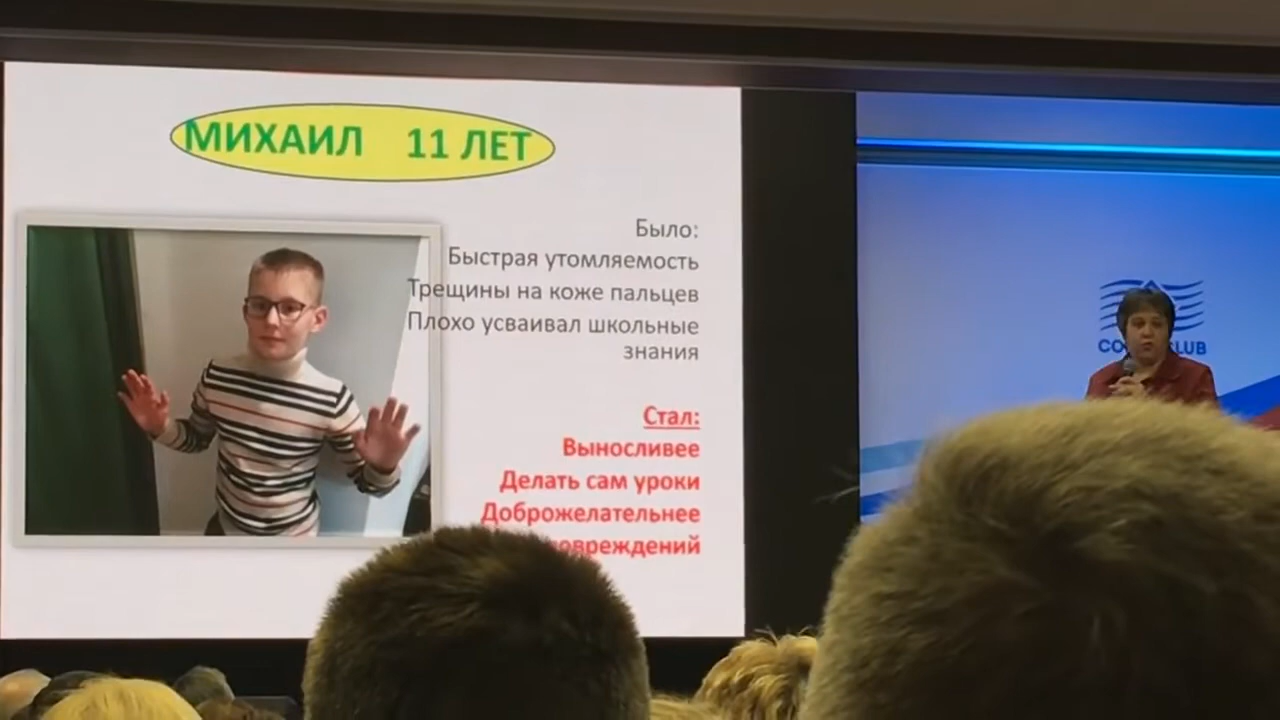 МИХАИЛ 11 ЛЕТ
Было:
Быстрая утомляемость
Трещины на коже пальцев
Плохо усваивал школьные
знания
Стал:
Выносливее
Делать сам уроки
Доброжелательнее
CLUB